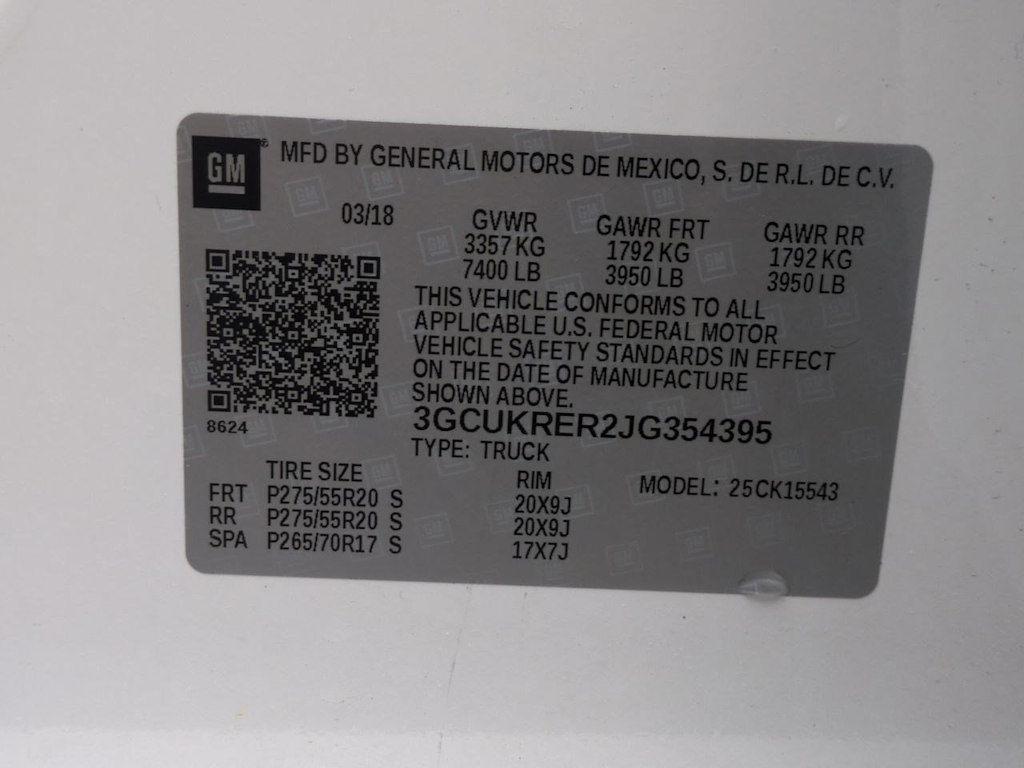 GM® MFD BY GENERAL MOTORS DE MEXICO, S. DE R.L. DE C.V.
03/18 GVWR GAWR FRT GAWR RR
3357 KG 1792 KG 1792 KG
7400 LB 3950 LB 3950 LB
THIS VEHICLE CONFORMS TO ALL
APPLICABLE U.S. FEDERAL MOTOR
VEHICLE SAFETY STANDARDS IN EFFECT
ON THE DATE OF MANUFACTURE
SHOWN ABOVE.
8624 3GCUKRER2JG354395
TYPE: TRUCK
TIRE SIZE RIM MODEL: 25CK15543
FRT P275/55R20 S 20X9J
RR P275/55R20 S 20X9J
SPA P265/70R17 S 17X7J